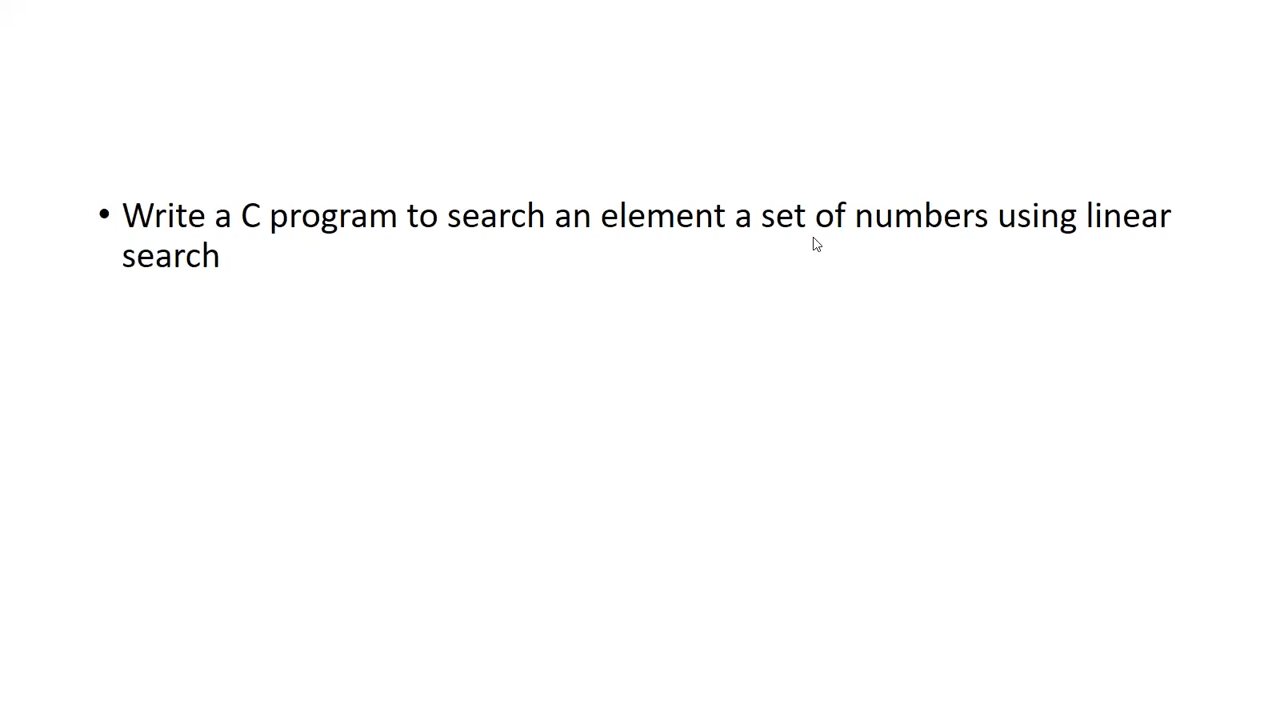 • Write a C program to search an element a set of numbers using linear
search